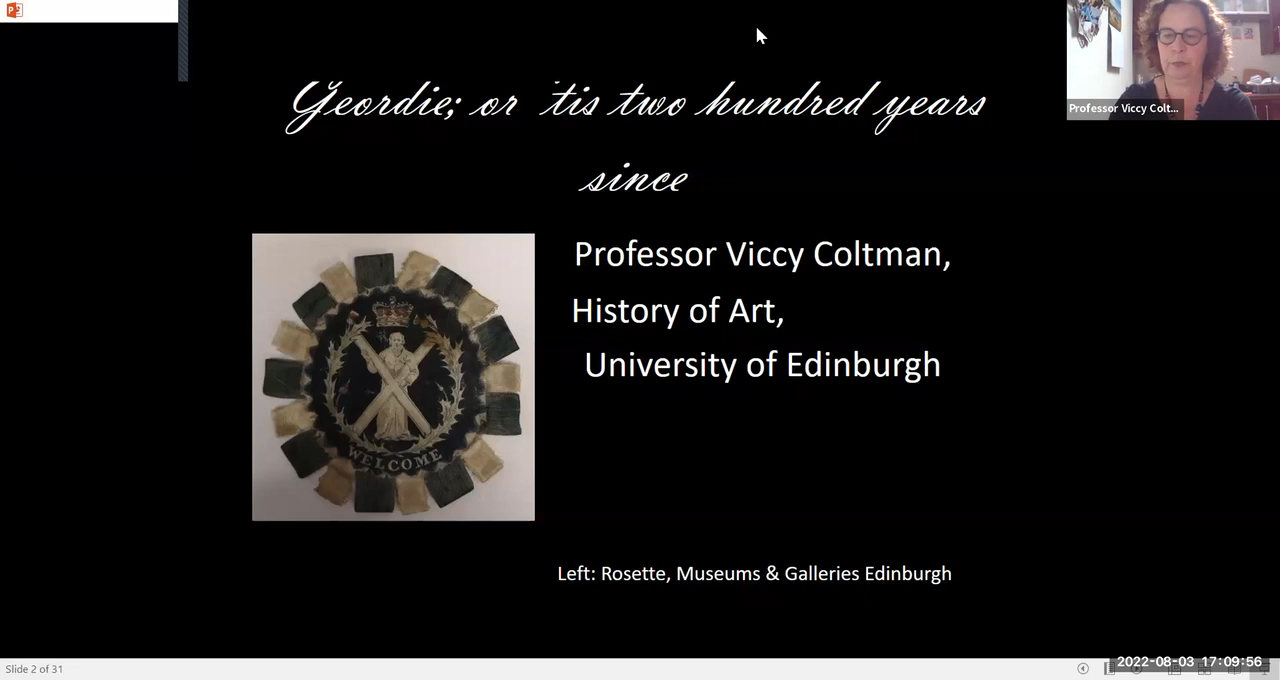 Geordie; or 'tis two hundred years
since
Professor Viccy Colt...
Professor Viccy Coltman,
History of Art,
University of Edinburgh
WELCOME
Left: Rosette, Museums & Galleries Edinburgh
Slide 2 of 31
2022-08-03 17:09:56